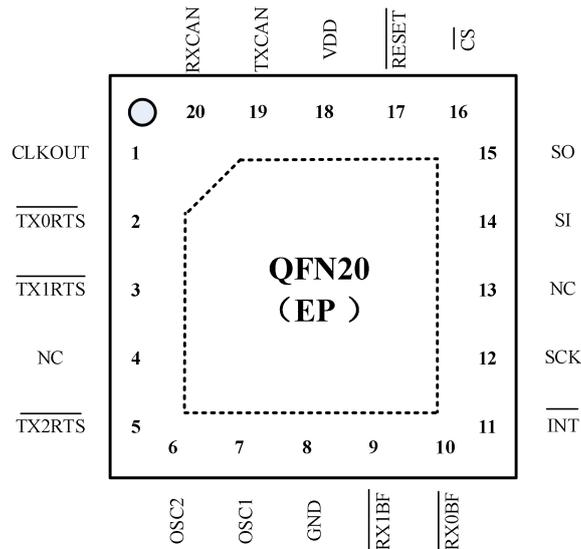 RXCAN TXCAN VDD RESET CS
20 19 18 17 16
CLKOUT 1 15 SO
TX0RTS 2 14 SI
TX1RTS 3 13 NC
NC 4 12 SCK
TX2RTS 5 11 INT
QFN20
(EP )
6 7 8 9 10
OSC2 OSC1 GND RX1BF RX0BF